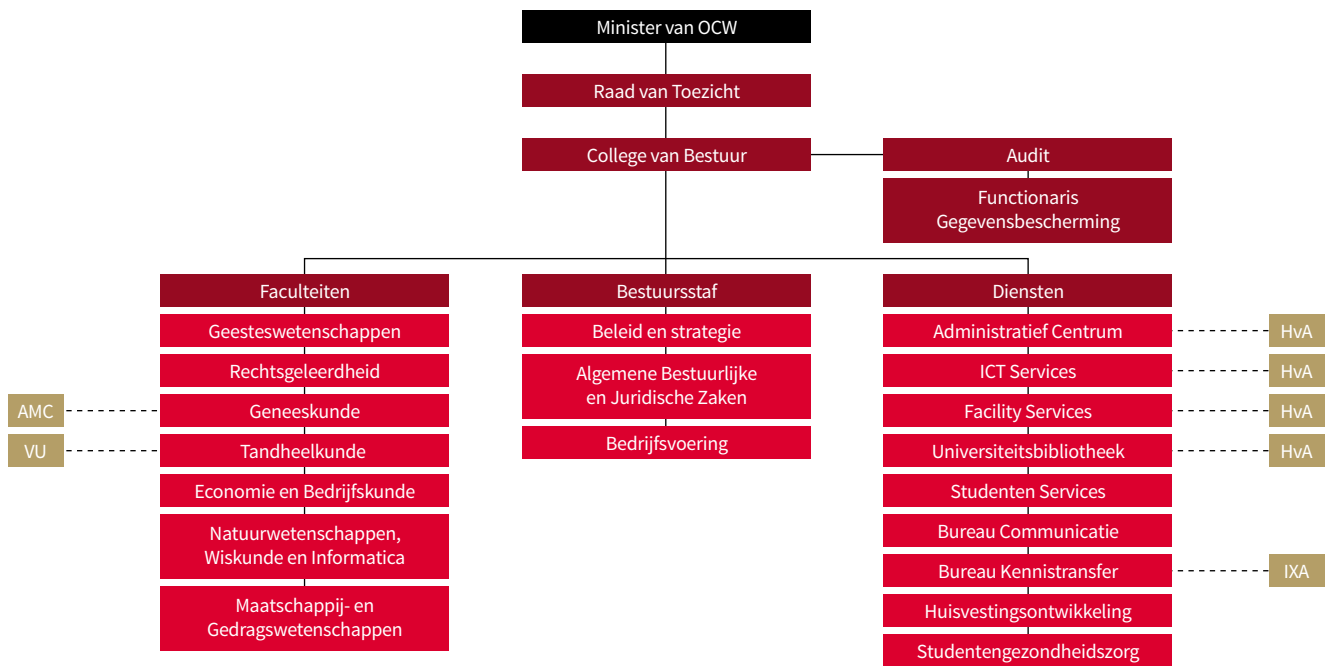 Minister van OCW
Raad van Toezicht
College van Bestuur
Audit
Functionaris
Gegevensbescherming
Faculteiten
Geesteswetenschappen
Rechtsgeleerdheid
AMC
Geneeskunde
VU
Tandheelkunde
Economie en Bedrijfskunde
Natuurwetenschappen,
Wiskunde en Informatica
Maatschappij- en
Gedragswetenschappen
Bestuursstaf
Beleid en strategie
Algemene Bestuurlijke
en Juridische Zaken
Bedrijfsvoering
Diensten
Administratief Centrum
HvA
ICT Services
HvA
Facility Services
HvA
Universiteitsbibliotheek
HvA
Studenten Services
Bureau Communicatie
Bureau Kennistransfer
IXA
Huisvestingsontwikkeling
Studentengezondheidszorg